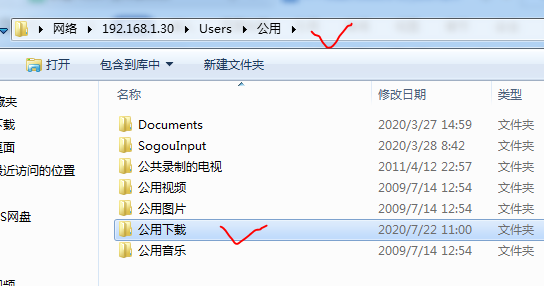 网络 192.168.1.30 Users 公用
打开 包含到库中 新建文件夹
名称 修改日期 类型
Documents 2020/3/27 14:59 文件夹
SogouInput 2020/3/28 8:42 文件夹
公共录制的电视 2011/4/12 22:57 文件夹
公用视频 2009/7/14 12:54 文件夹
公用图片 2009/7/14 12:54 文件夹
公用下载 2020/7/22 11:00 文件夹
公用音乐 2009/7/14 12:54 文件夹
藏夹
下载
桌面
最近访问的位置
S网盘